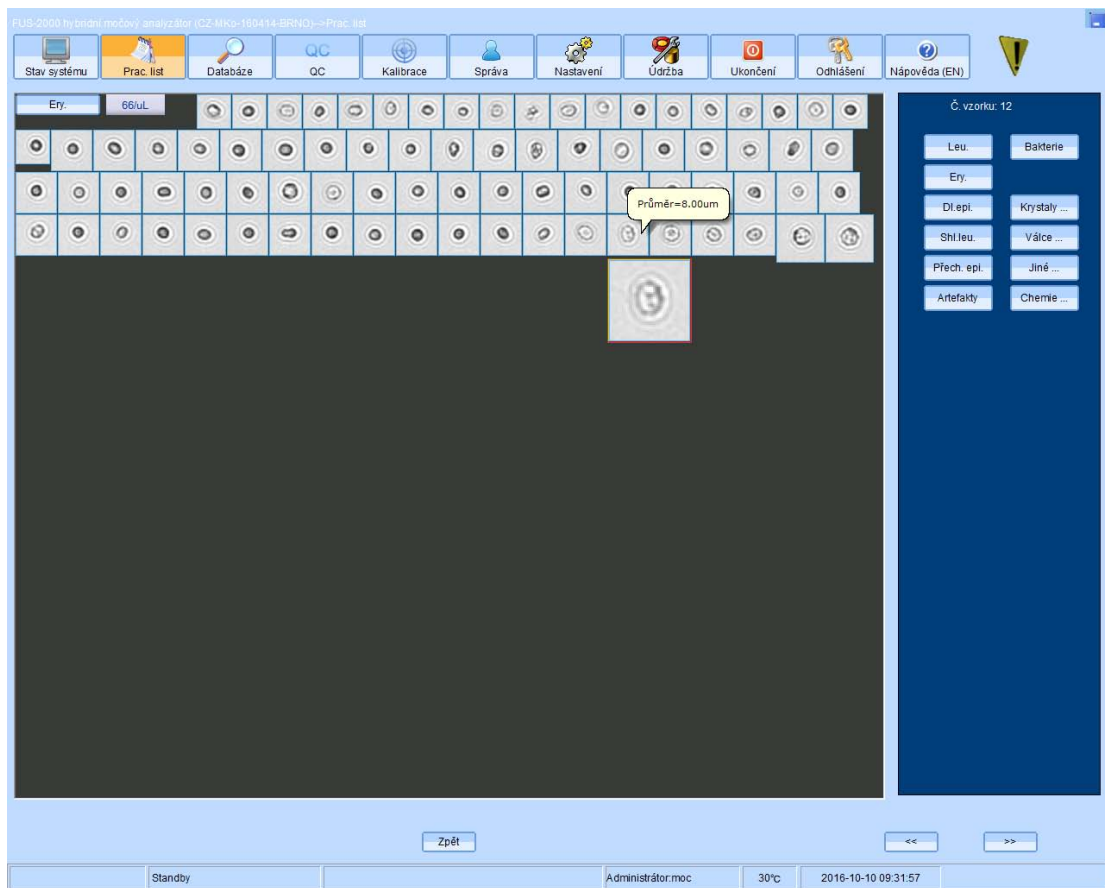 FUS-2000 hybridní močový analyzátor (CZ-MKo-160414-BRNO)-->Prac. list
Stav systému
Prac. list
Databáze
QC
QC
Kalibrace
Správa
Nastavení
Údržba
Ukončení
Odhlášení
Nápověda (EN)
Ery.
66/uL
Č. vzorku: 12
Leu.
Bakterie
Ery.
Dl.epi.
Krystaly ...
Shl.leu.
Válce ...
Přech. epi.
Jiné ...
Artefakty
Chemie ...
Průměr=8.00um
Zpět
<<
>>
Standby
Administrátor:moc
30℃
2016-10-10 09:31:57